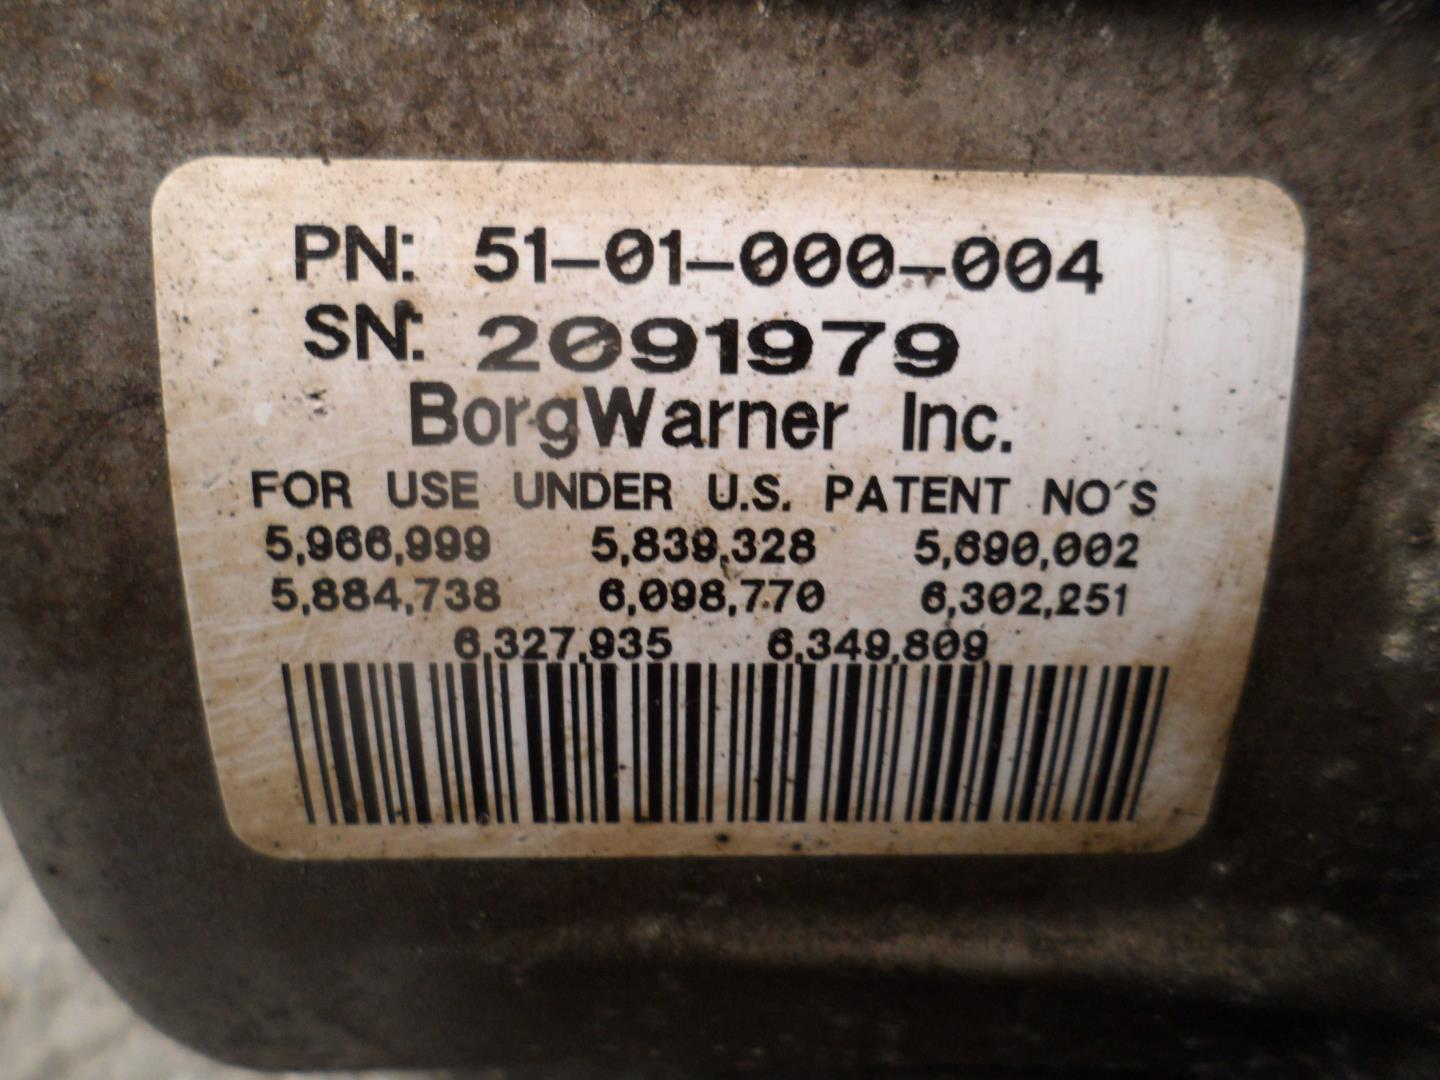 PN: 51-01-000-004
SN: 2091979
BorgWarner Inc.
FOR USE UNDER U.S. PATENT NO'S
5,966,999 5,839,328 5,690,002
5,884,738 6,098,770 6,302,251
6,327,935 6,349,809